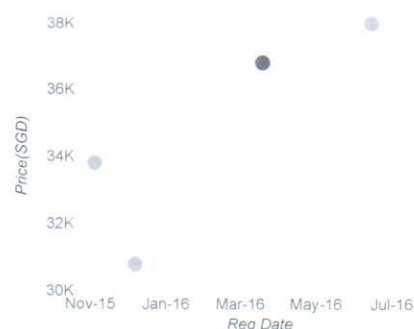 38K
36K
34K
32K
30K
Price(SGD)
Nov-15 Jan-16 Mar-16 May-16 Jul-16
Reg Date